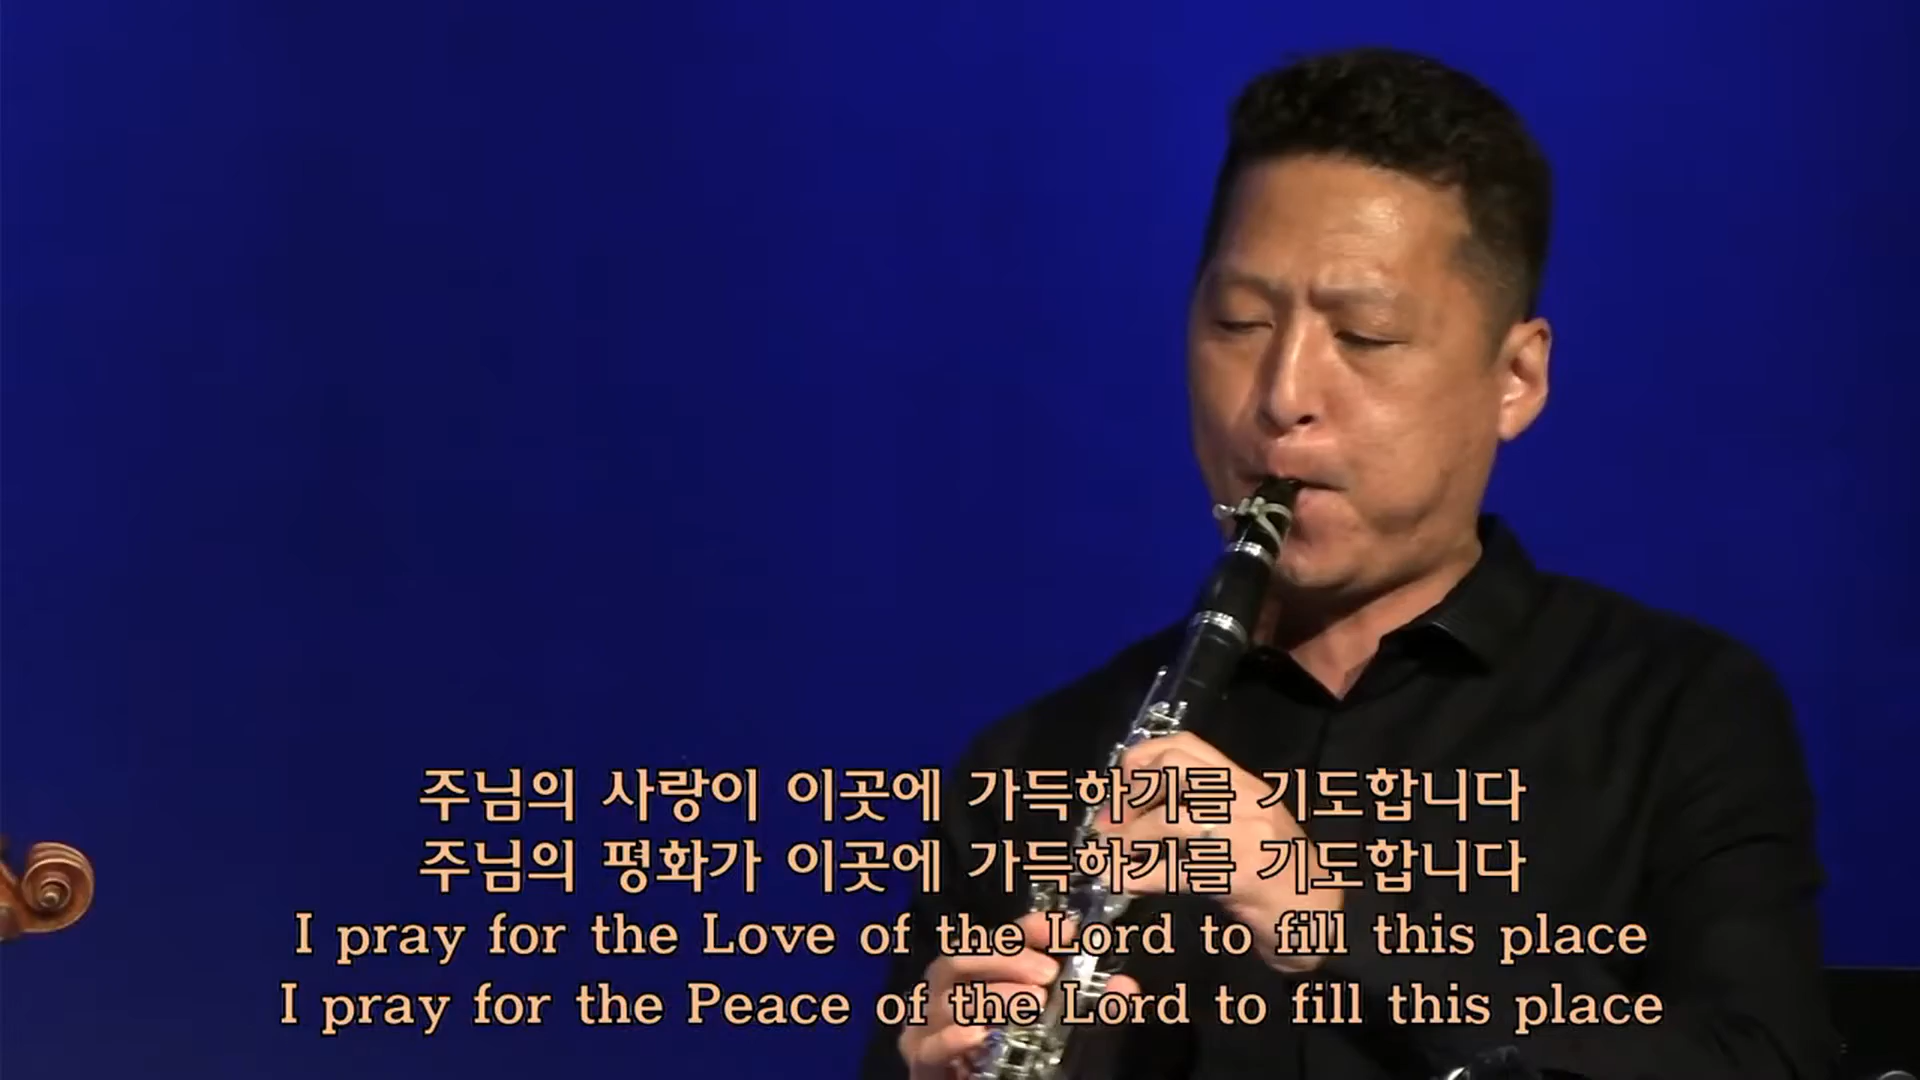 주님의 사랑이 이곳에 가득하기를 기도합니다
주님의 평화가 이곳에 가득하기를 기도합니다
I pray for the Love of the Lord to fill this place
I pray for the Peace of the Lord to fill this place